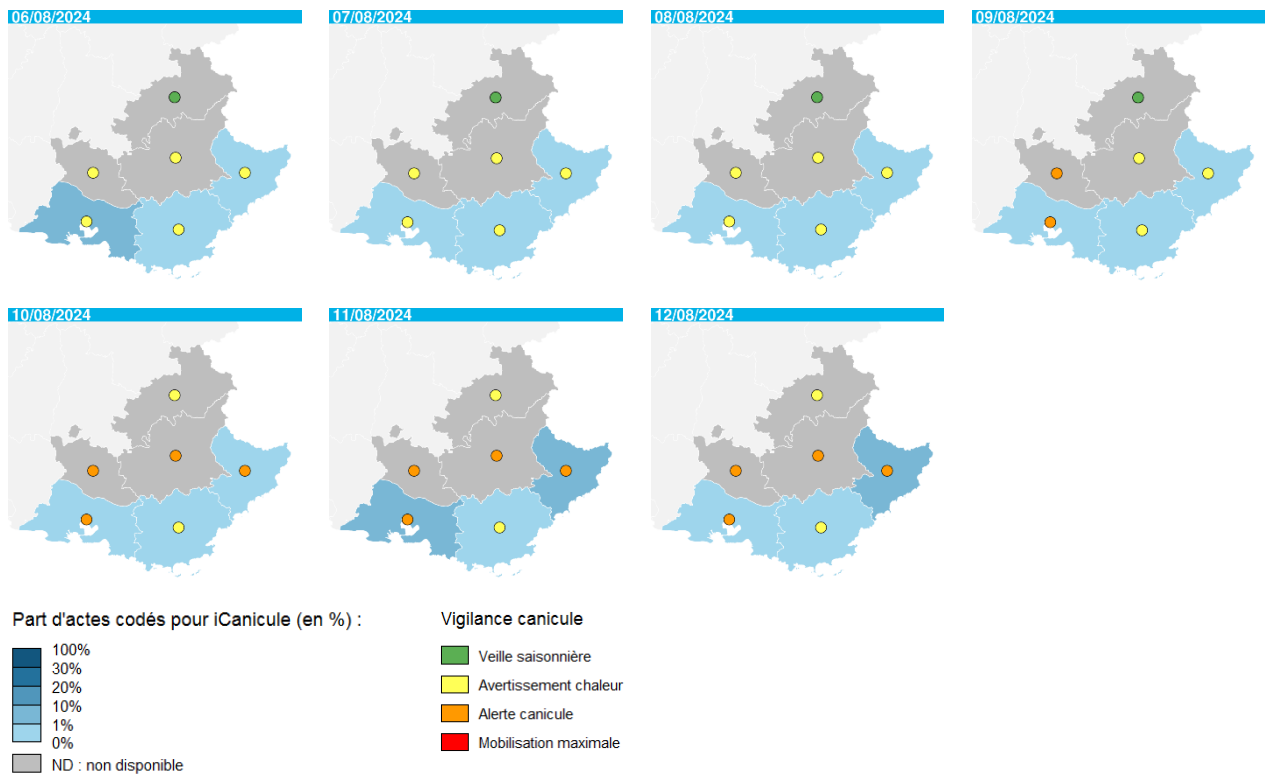 06/08/2024
07/08/2024
08/08/2024
09/08/2024
10/08/2024
11/08/2024
12/08/2024
Part d'actes codés pour iCanicule (en %) :
100%
30%
20%
10%
1%
0%
ND : non disponible
Vigilance canicule
Veille saisonnière
Avertissement chaleur
Alerte canicule
Mobilisation maximale